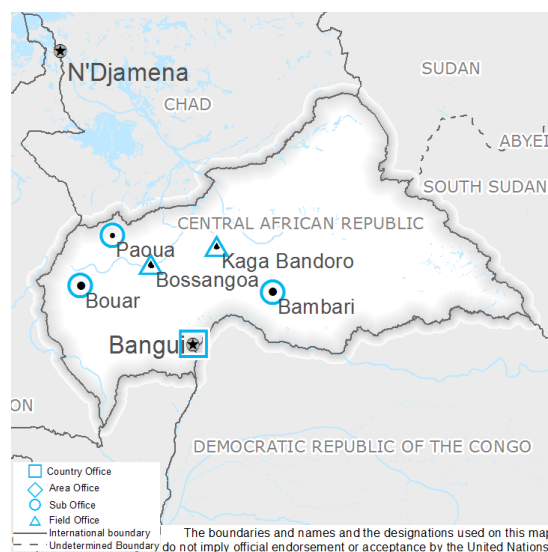 N'Djamena
SUDAN
CHAD
ABYEI
SOUTH SUDAN
CENTRAL AFRICAN REPUBLIC
Paoua
Kaga Bandoro
Bossangoa
Bouar
Bambari
Bangui
ON
DEMOCRATIC REPUBLIC OF THE CONGO
Country Office
Area Office
Sub Office
Field Office
International boundary
Undetermined Boundary
The boundaries and names and the designations used on this map
do not imply official endorsement or acceptance by the United Nations